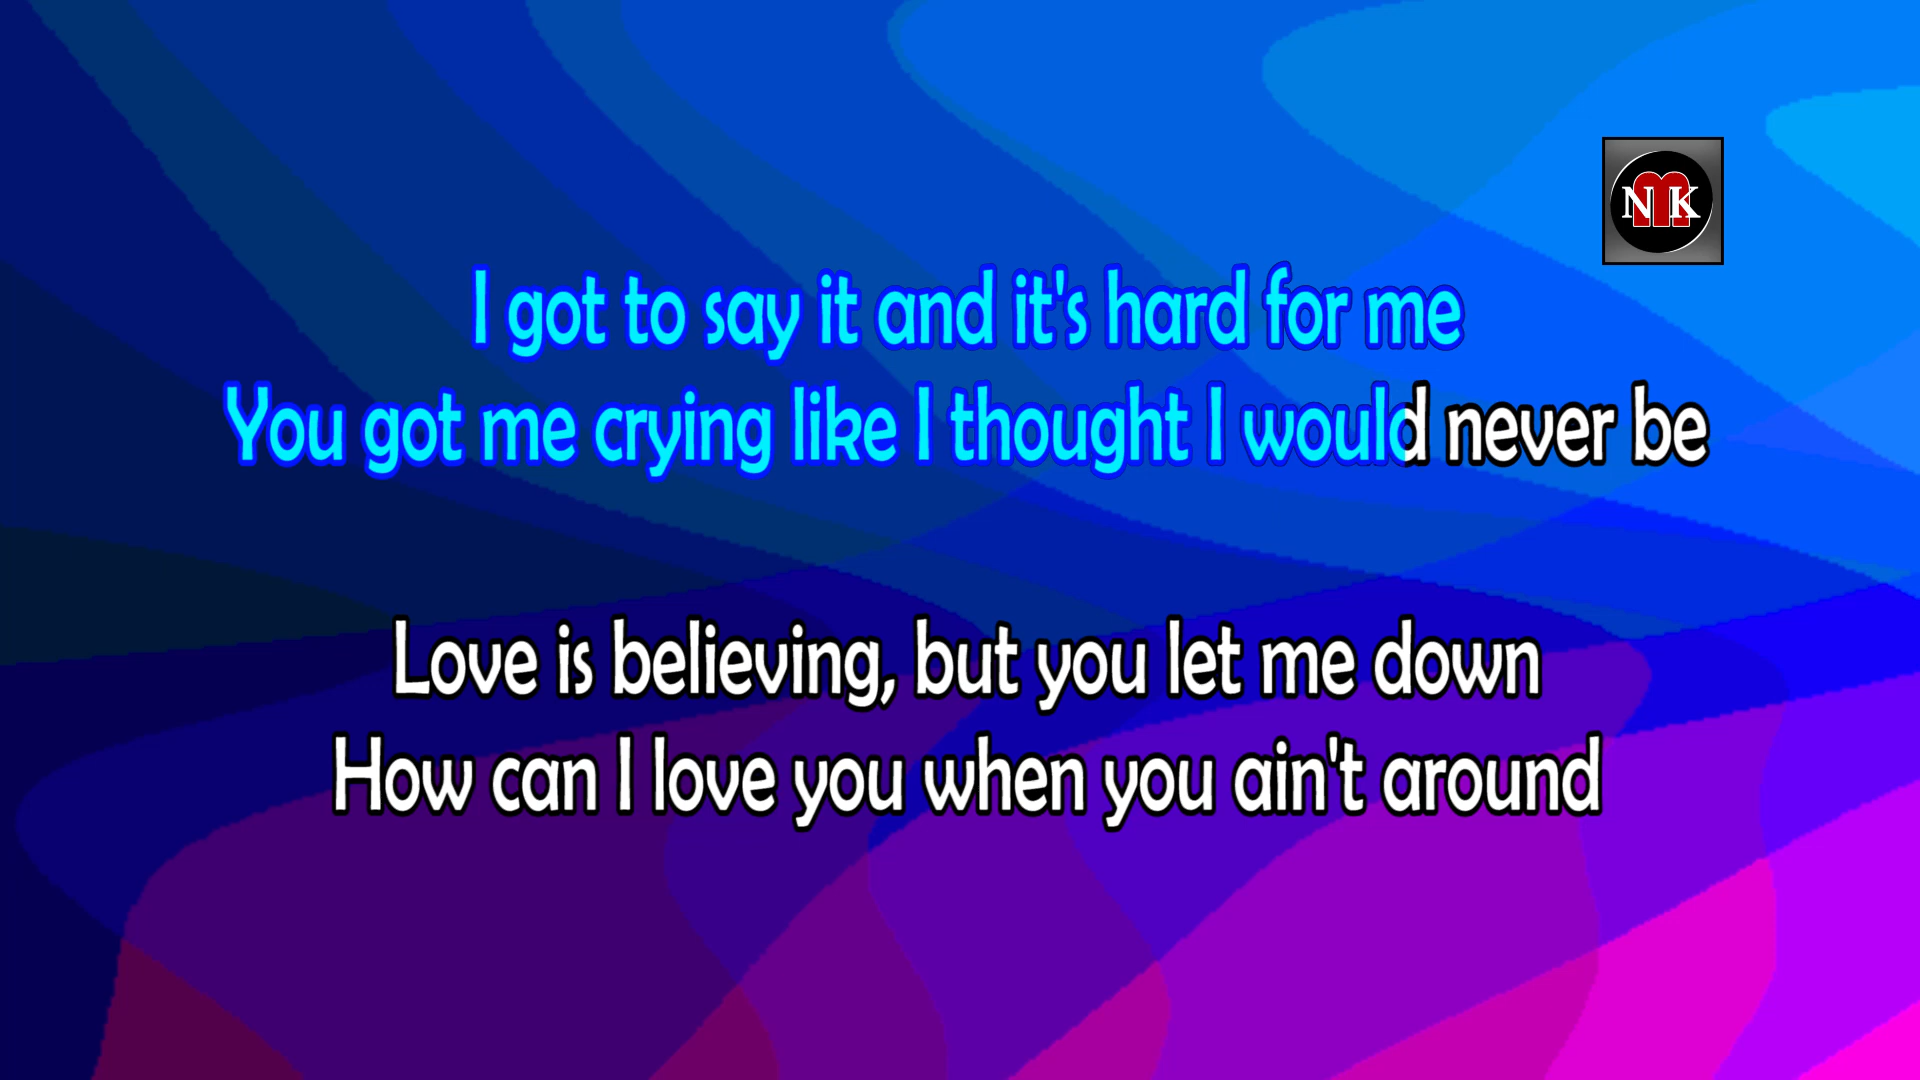 NMK
I got to say it and it's hard for me
You got me crying like I thought I would never be
Love is believing, but you let me down
How can I love you when you ain't around